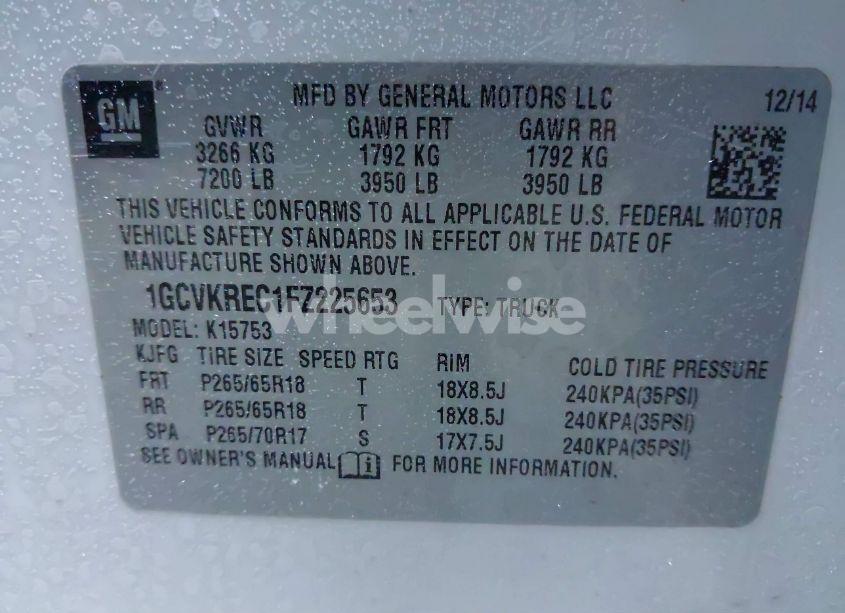 GM
MFD BY GENERAL MOTORS LLC 12/14
GVWR GAWR FRT GAWR RR
3266 KG 1792 KG 1792 KG
7200 LB 3950 LB 3950 LB
THIS VEHICLE CONFORMS TO ALL APPLICABLE U.S. FEDERAL MOTOR
VEHICLE SAFETY STANDARDS IN EFFECT ON THE DATE OF
MANUFACTURE SHOWN ABOVE.
1GCVKREC1FZ225653 TYPE: TRUCK
wheelwise
MODEL: K15753
KJFG TIRE SIZE SPEED RTG RIM COLD TIRE PRESSURE
FRT P265/65R18 T 18X8.5J 240KPA(35PSI)
RR P265/65R18 T 18X8.5J 240KPA(35PSI)
SPA P265/70R17 S 17X7.5J 240KPA(35PSI)
SEE OWNER'S MANUAL FOR MORE INFORMATION.